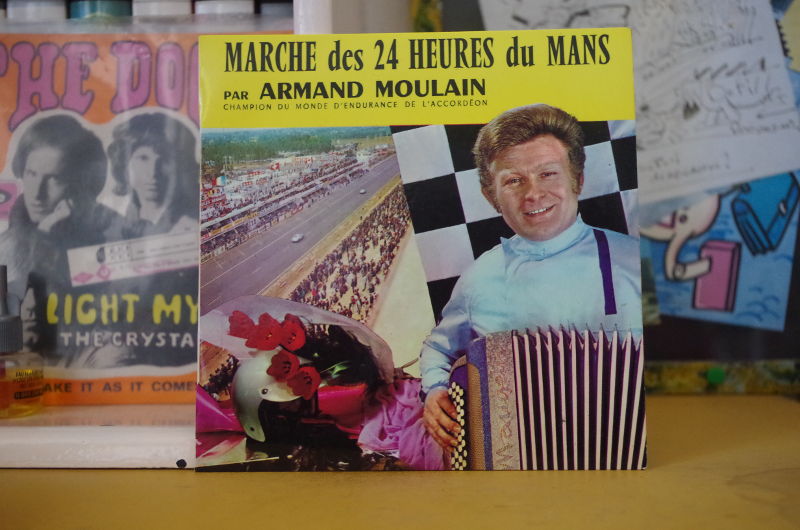 MARCHE des 24 HEURES du MANS
PAR ARMAND MOULAIN
CHAMPION DU MONDE D'ENDURANCE DE L'ACCORDÉON
THE DOO
LIGHT MY
THE CRYSTA
AKE IT AS IT COME